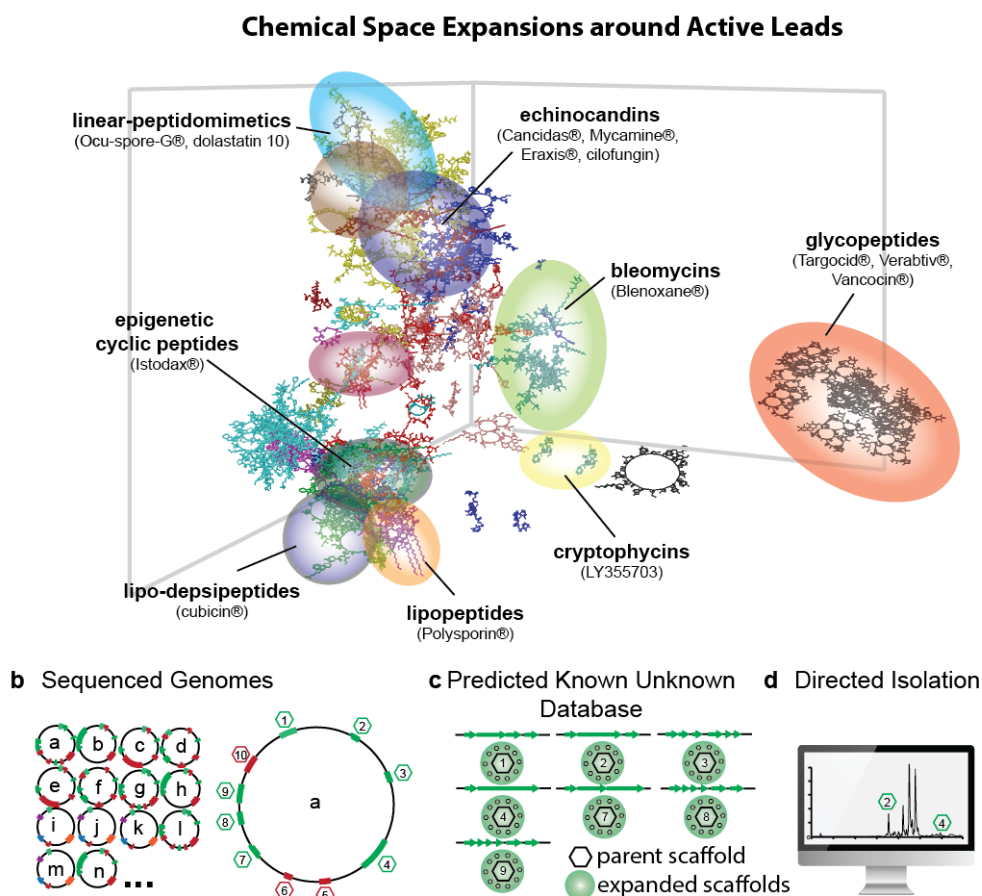 Chemical Space Expansions around Active Leads
linear-peptidomimetics
(Ocu-spore-G®, dolastatin 10)
echinocandins
(Cancidas®, Mycamine®,
Eraxis®, cilofungin)
glycopeptides
(Targocid®, Verabtiv®,
Vancocin®)
bleomycins
(Blenoxane®)
epigenetic
cyclic peptides
(Istodax®)
cryptophycins
(LY355703)
lipo-depsipeptides
(cubicin®)
lipopeptides
(Polysporin®)
b Sequenced Genomes
a b c d
e f g h
i j k l
m n ...
1
2
3
4
5
6
7
8
9
10
a
c Predicted Known Unknown
Database
1 2 3
4 7 8
9
parent scaffold
expanded scaffolds
d Directed Isolation
2
4